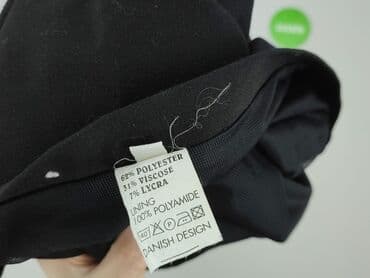 62% POLYESTER
31% VISCOSE
7% LYCRA
LINING
100% POLYAMIDE
DANISH DESIGN